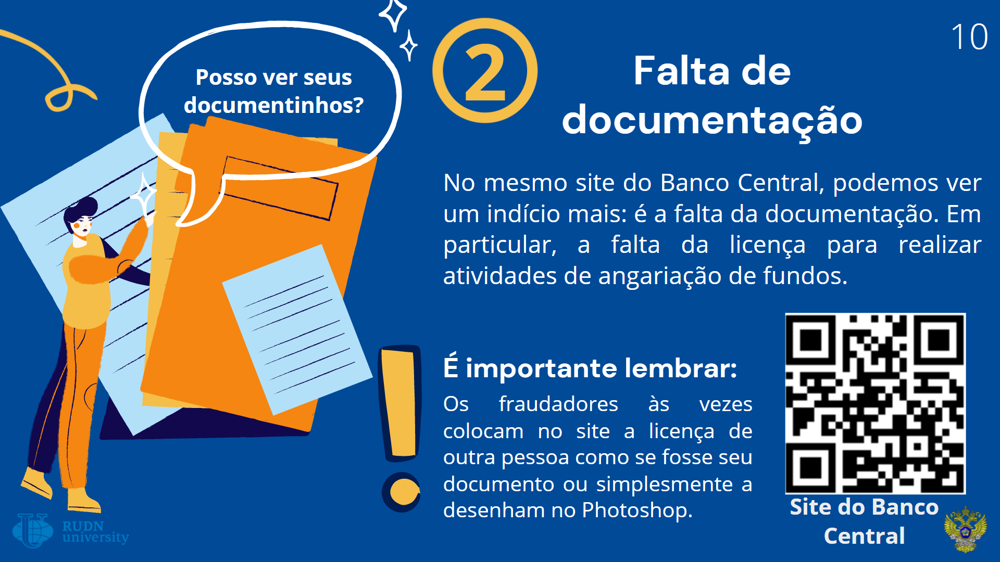 10
2
Falta de
documentação
Posso ver seus
documentinhos?
No mesmo site do Banco Central, podemos ver
um indício mais: é a falta da documentação. Em
particular, a falta da licença para realizar
atividades de angariação de fundos.
É importante lembrar:
Os fraudadores às vezes
colocam no site a licença de
outra pessoa como se fosse seu
documento ou simplesmente a
desenham no Photoshop.
Site do Banco
Central
RUDN
university